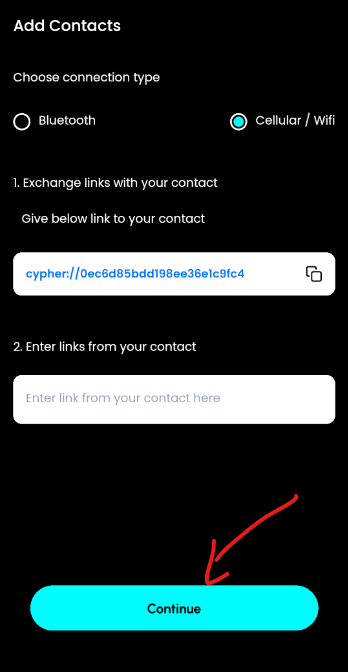 Add Contacts
Choose connection type
Bluetooth
Cellular / Wifi
1. Exchange links with your contact
Give below link to your contact
cypher://0ec6d85bdd198ee36e1c9fc4
2. Enter links from your contact
Enter link from your contact here
Continue